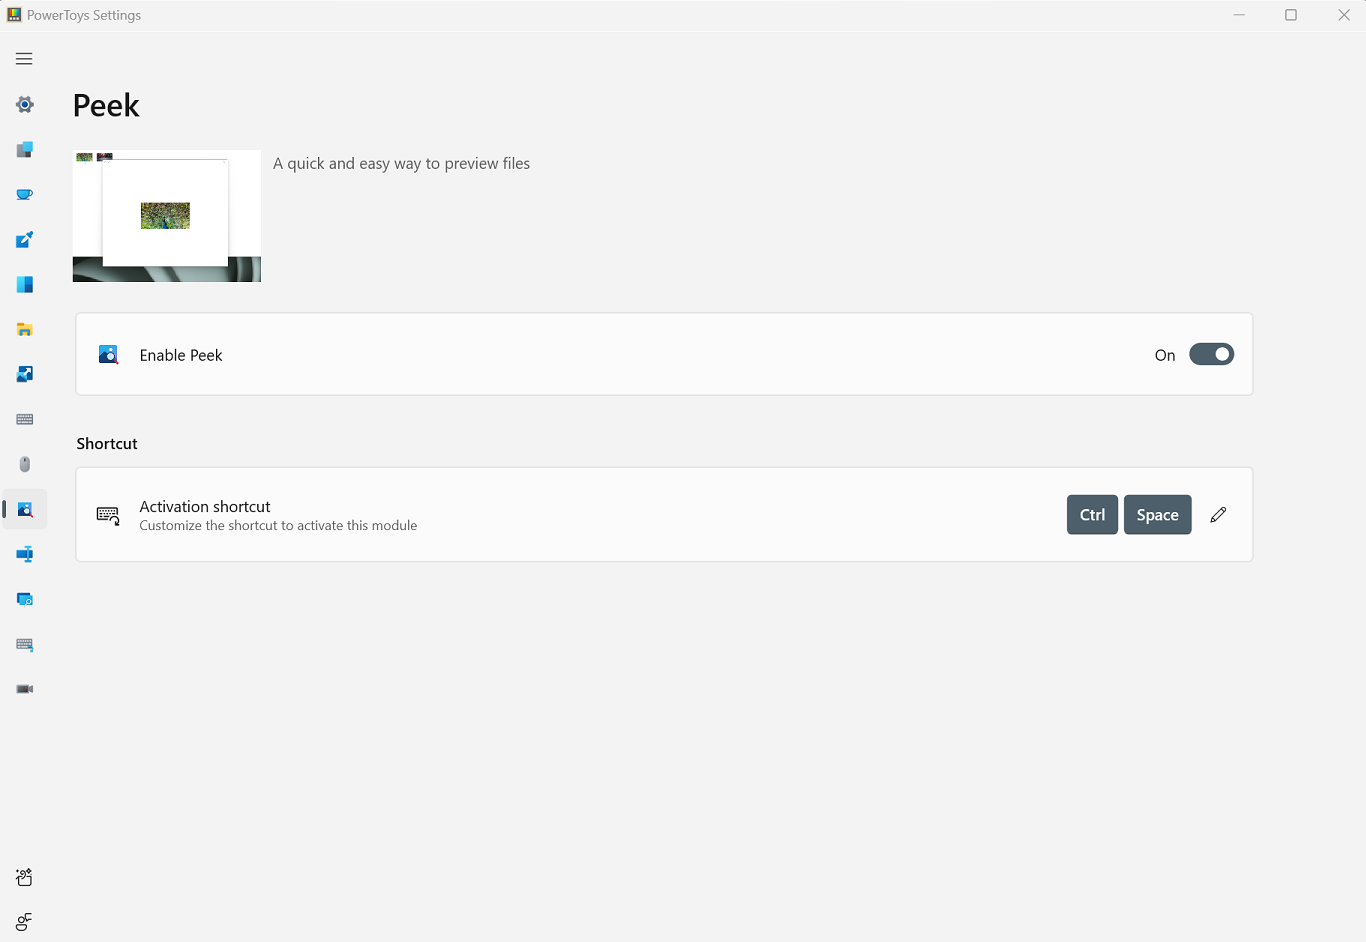 PowerToys Settings
Peek
A quick and easy way to preview files
Enable Peek
On
Shortcut
Activation shortcut
Customize the shortcut to activate this module
Ctrl Space